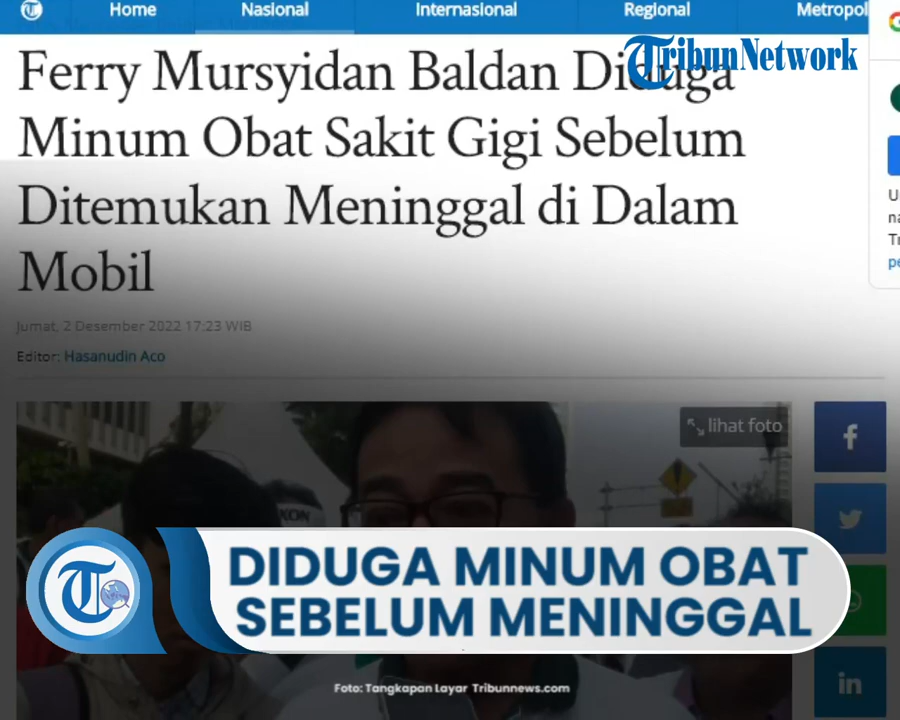 Home Nasional Internasional Regional Metropol
TribunNetwork
Ferry Mursyidan Baldan Diduga
Minum Obat Sakit Gigi Sebelum
Ditemukan Meninggal di Dalam
Mobil
Jumat, 2 Desember 2022 17:23 WIB
Editor: Hasanudin Aco
lihat foto
DIDUGA MINUM OBAT
SEBELUM MENINGGAL
Foto: Tangkapan Layar Tribunnews.com